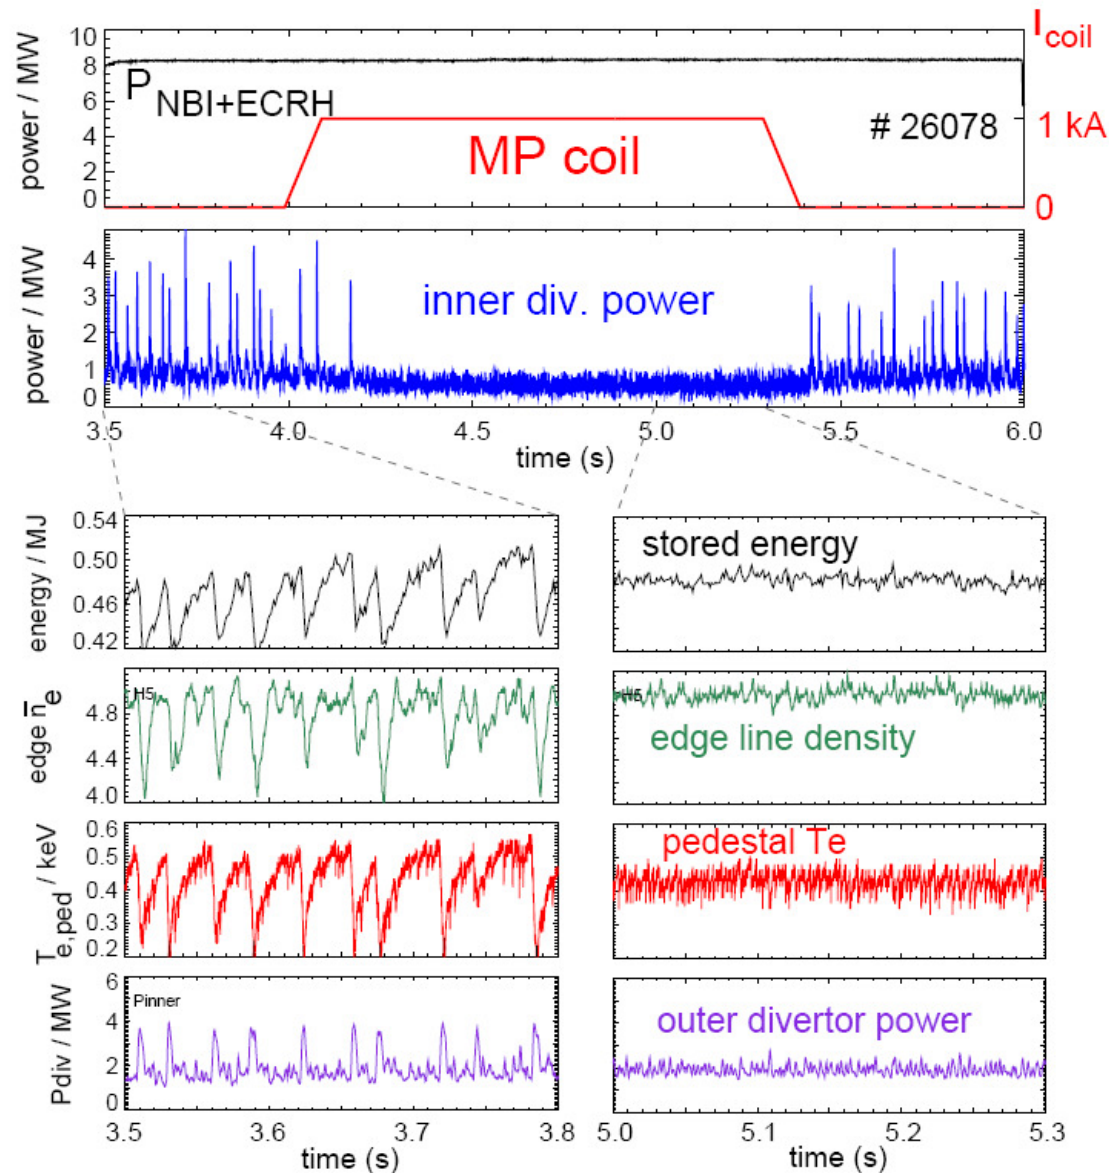 I coil
10
8
6
4
2
0
power / MW
P NBI+ECRH
MP coil
# 26078
1 kA
0
4
3
2
1
0
power / MW
inner div. power
3.5 4.0 4.5 5.0 5.5 6.0
time (s)
0.54
0.50
0.46
0.42
energy / MJ
stored energy
4.8
4.4
4.0
edge n̅e
H5
H5
edge line density
0.6
0.5
0.4
0.3
0.2
Te,ped / keV
pedestal Te
6
4
2
0
Pdiv / MW
Pinner
outer divertor power
3.5 3.6 3.7 3.8
5.0 5.1 5.2 5.3
time (s)
time (s)